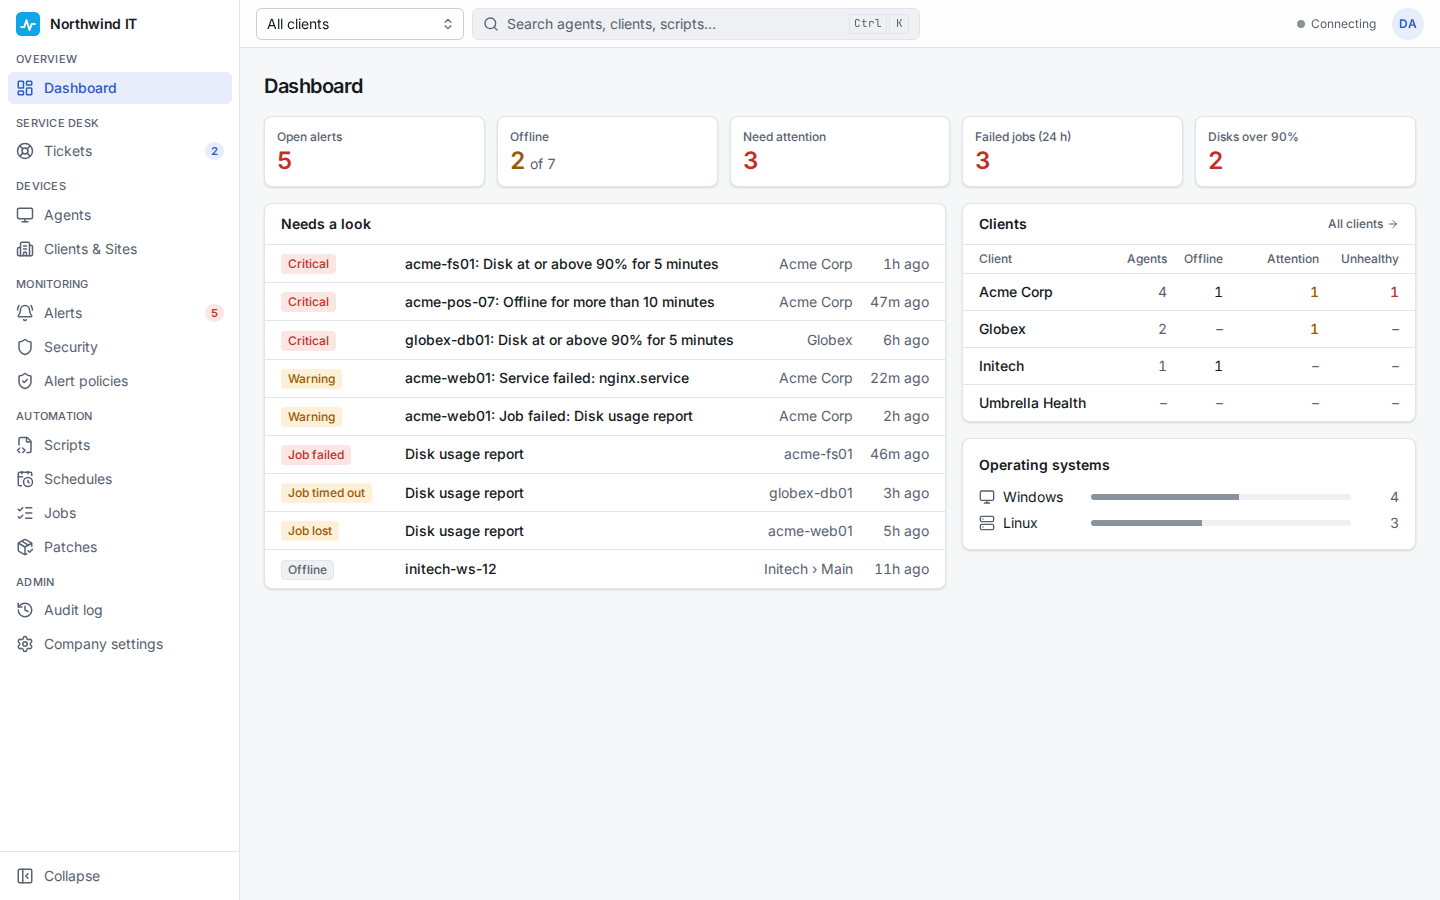 Northwind IT
OVERVIEW
Dashboard
SERVICE DESK
Tickets 2
DEVICES
Agents
Clients & Sites
MONITORING
Alerts 5
Security
Alert policies
AUTOMATION
Scripts
Schedules
Jobs
Patches
ADMIN
Audit log
Company settings
Collapse
All clients
Search agents, clients, scripts... Ctrl K
Connecting
DA
Dashboard
Open alerts
5
Offline
2 of 7
Need attention
3
Failed jobs (24 h)
3
Disks over 90%
2
Needs a look
Critical acme-fs01: Disk at or above 90% for 5 minutes Acme Corp 1h ago
Critical acme-pos-07: Offline for more than 10 minutes Acme Corp 47m ago
Critical globex-db01: Disk at or above 90% for 5 minutes Globex 6h ago
Warning acme-web01: Service failed: nginx.service Acme Corp 22m ago
Warning acme-web01: Job failed: Disk usage report Acme Corp 2h ago
Job failed Disk usage report acme-fs01 46m ago
Job timed out Disk usage report globex-db01 3h ago
Job lost Disk usage report acme-web01 5h ago
Offline initech-ws-12 Initech › Main 11h ago
Clients All clients →
Client Agents Offline Attention Unhealthy
Acme Corp 4 1 1 1
Globex 2 – 1 –
Initech 1 1 – –
Umbrella Health – – – –
Operating systems
Windows 4
Linux 3